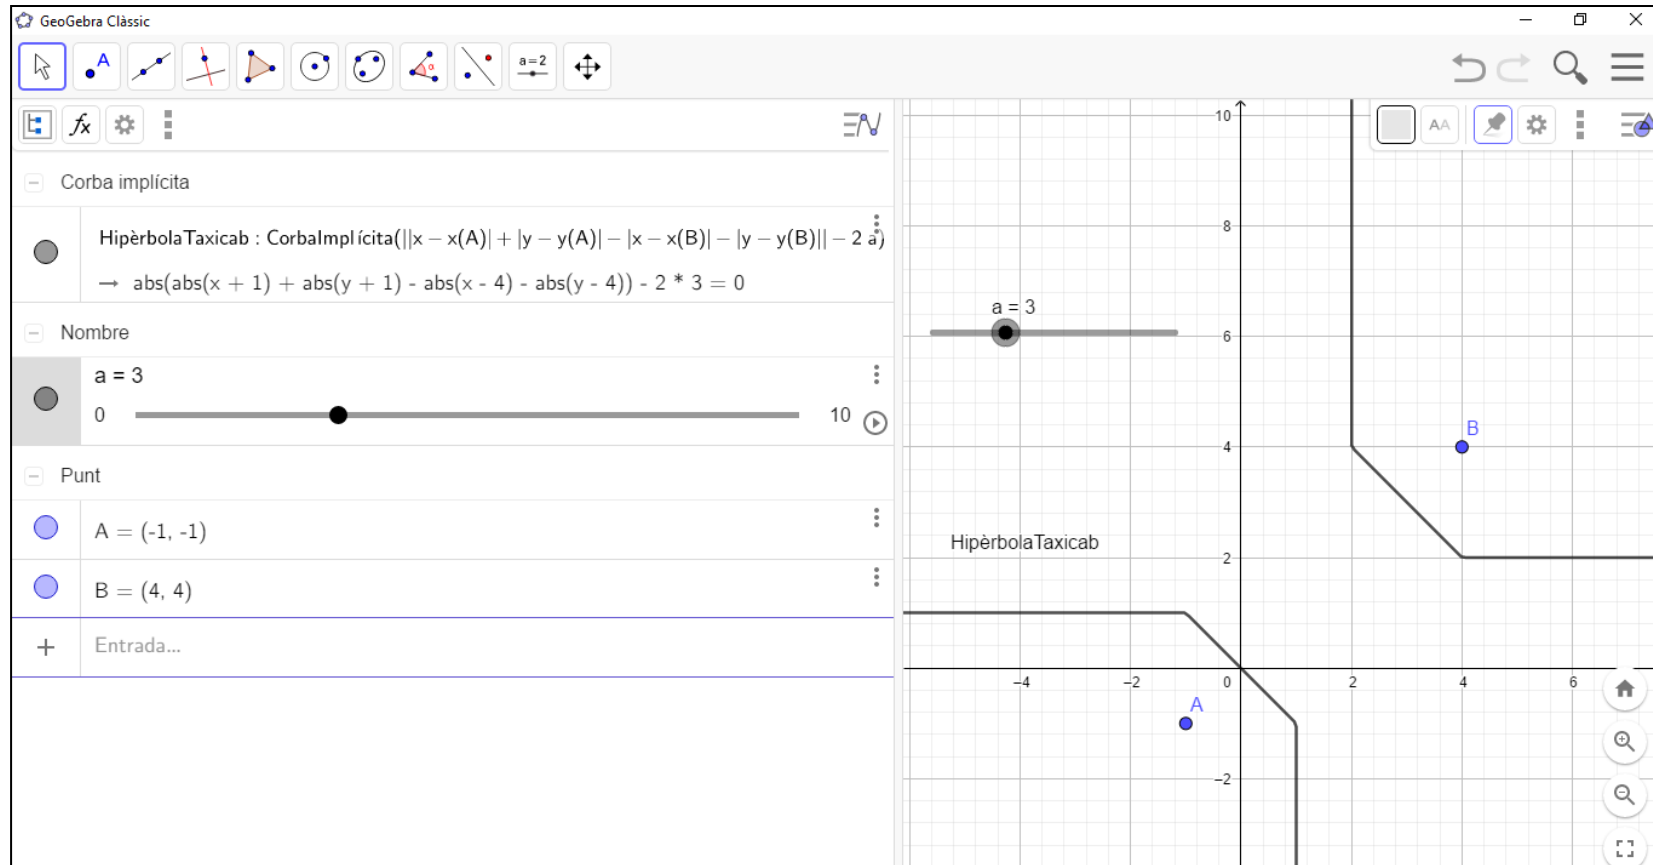 GeoGebra Clàssic
A
α
a=2
fx
AA
Corba implícita
HipèrbolaTaxicab : CorbaImplícita(||x − x(A)| + |y − y(A)| − |x − x(B)| − |y − y(B)|| − 2 a)
→ abs(abs(x + 1) + abs(y + 1) - abs(x - 4) - abs(y - 4)) - 2 * 3 = 0
Nombre
a = 3
0 10
Punt
A = (-1, -1)
B = (4, 4)
+ Entrada...
10
8
a = 3
6
B
4
HipèrbolaTaxicab
2
−4 −2 0 2 4 6
A
−2